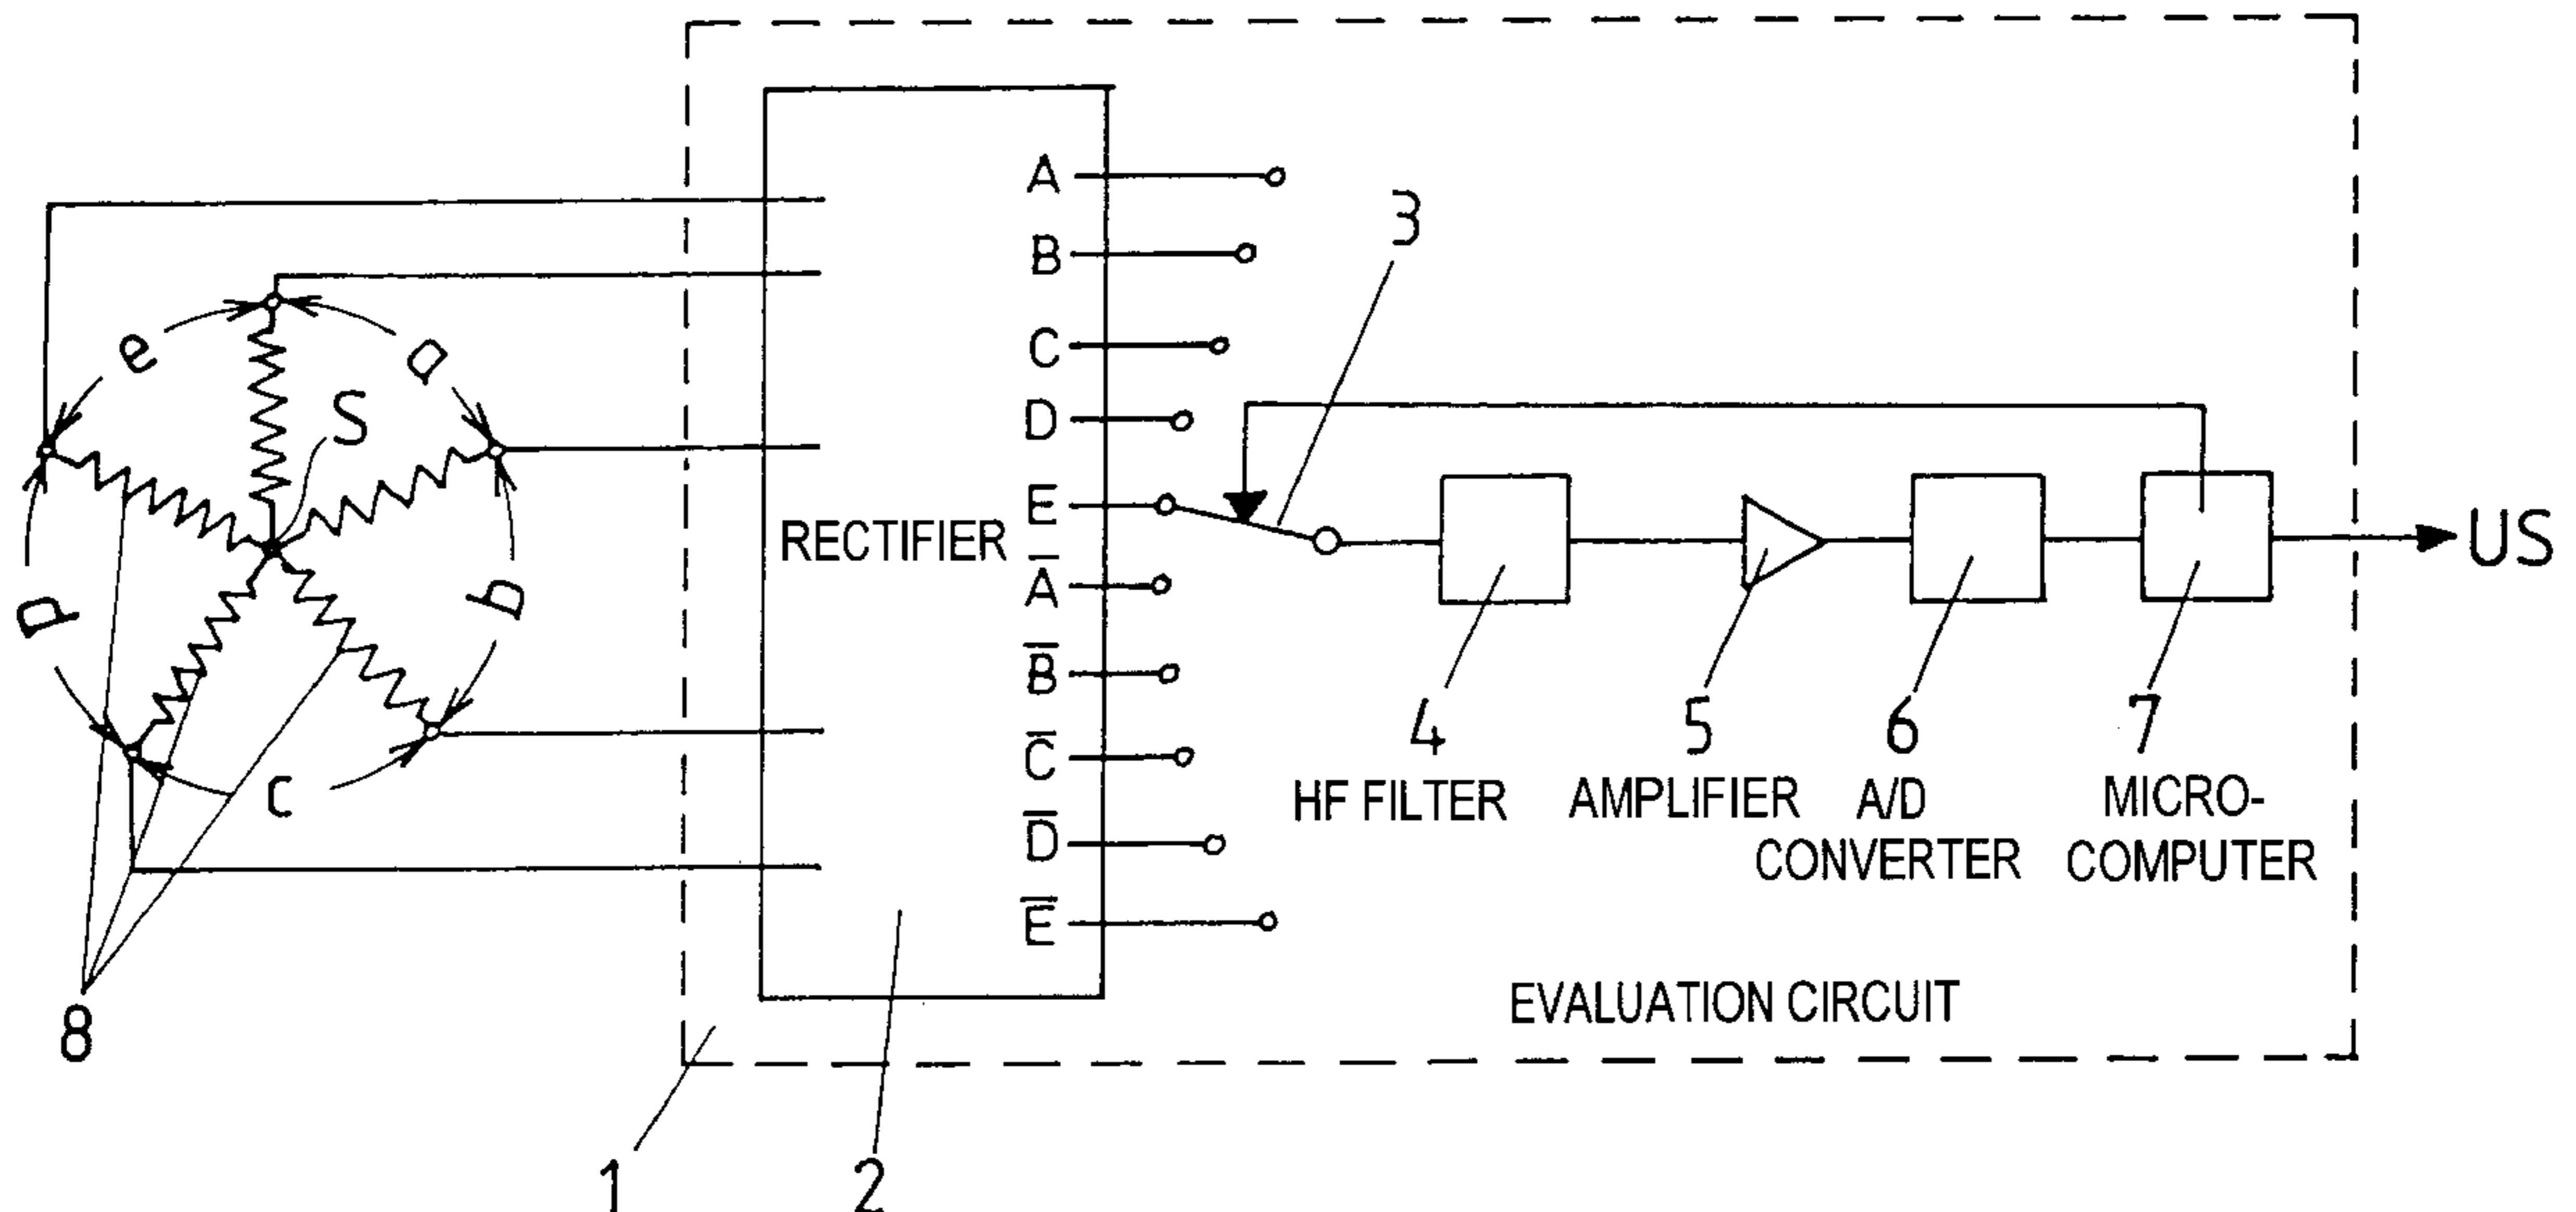 A
B
3
C
e
a
S
D
E
RECTIFIER
US
A̅
d
b
B̅
4
5
6
7
C̅
c
HF FILTER
AMPLIFIER
A/D
CONVERTER
MICRO-
COMPUTER
D̅
E̅
8
EVALUATION CIRCUIT
1
2